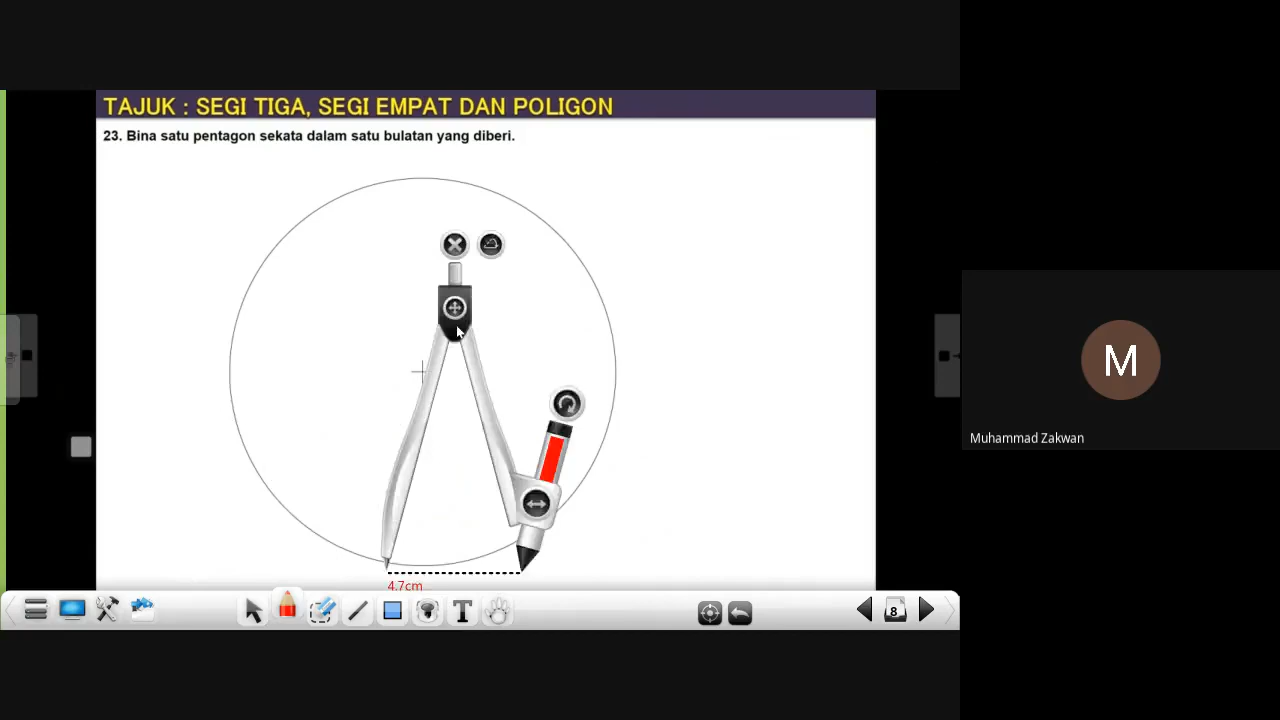 TAJUK : SEGI TIGA, SEGI EMPAT DAN POLIGON
23. Bina satu pentagon sekata dalam satu bulatan yang diberi.
4.7cm
M
Muhammad Zakwan
T
8